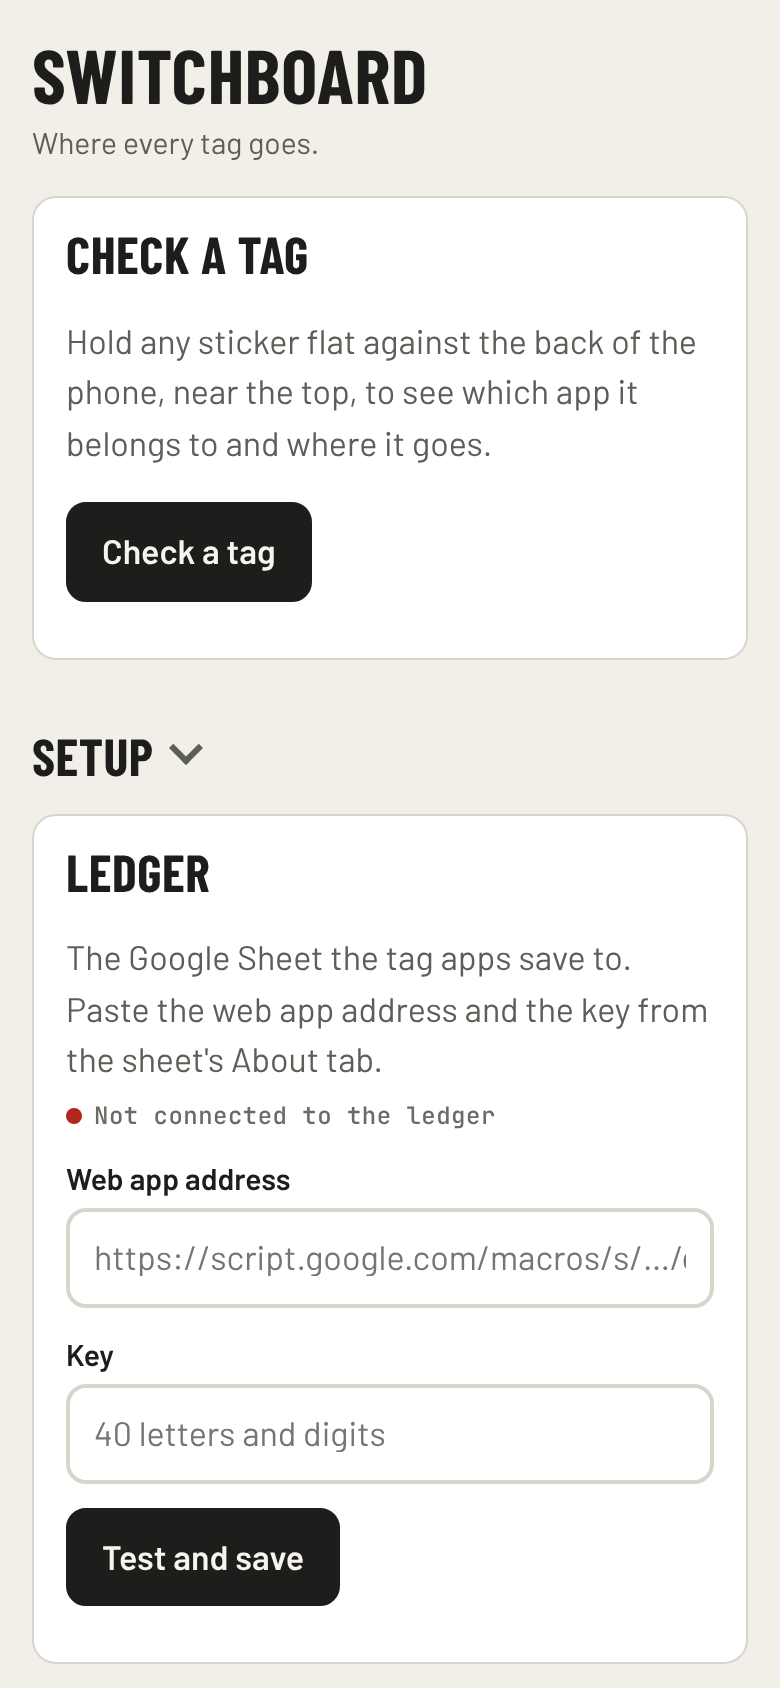 SWITCHBOARD
Where every tag goes.
CHECK A TAG
Hold any sticker flat against the back of the
phone, near the top, to see which app it
belongs to and where it goes.
Check a tag
SETUP
LEDGER
The Google Sheet the tag apps save to.
Paste the web app address and the key from
the sheet's About tab.
Not connected to the ledger
Web app address
https://script.google.com/macros/s/.../
Key
40 letters and digits
Test and save